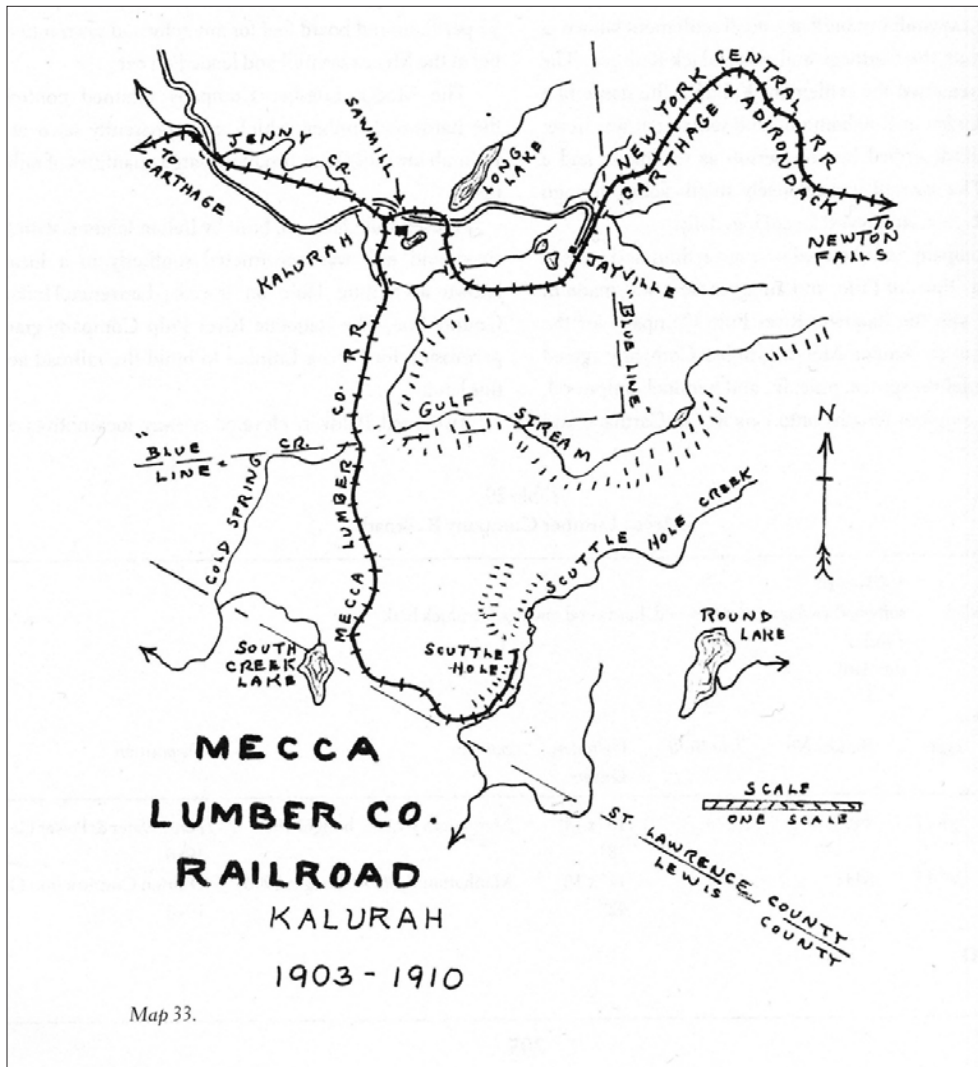 NEW YORK CENTRAL RR.
CARTHAGE & ADIRONDACK
TO CARTHAGE
JENNY CR.
SAWMILL
LONG LAKE
KALURAH
JAYVILLE
TO
NEWTON
FALLS
BLUE LINE
GULF STREAM
N
"BLUE
LINE"
COLD SPRING CR.
MECCA LUMBER CO. R.R.
SCUTTLE HOLE CREEK
SCUTTLE
HOLE
SOUTH
CREEK
LAKE
ROUND
LAKE
MECCA
LUMBER CO.
RAILROAD
KALURAH
1903-1910
SCALE
ONE SCALE
ST. LAWRENCE COUNTY
LEWIS COUNTY
Map 33.